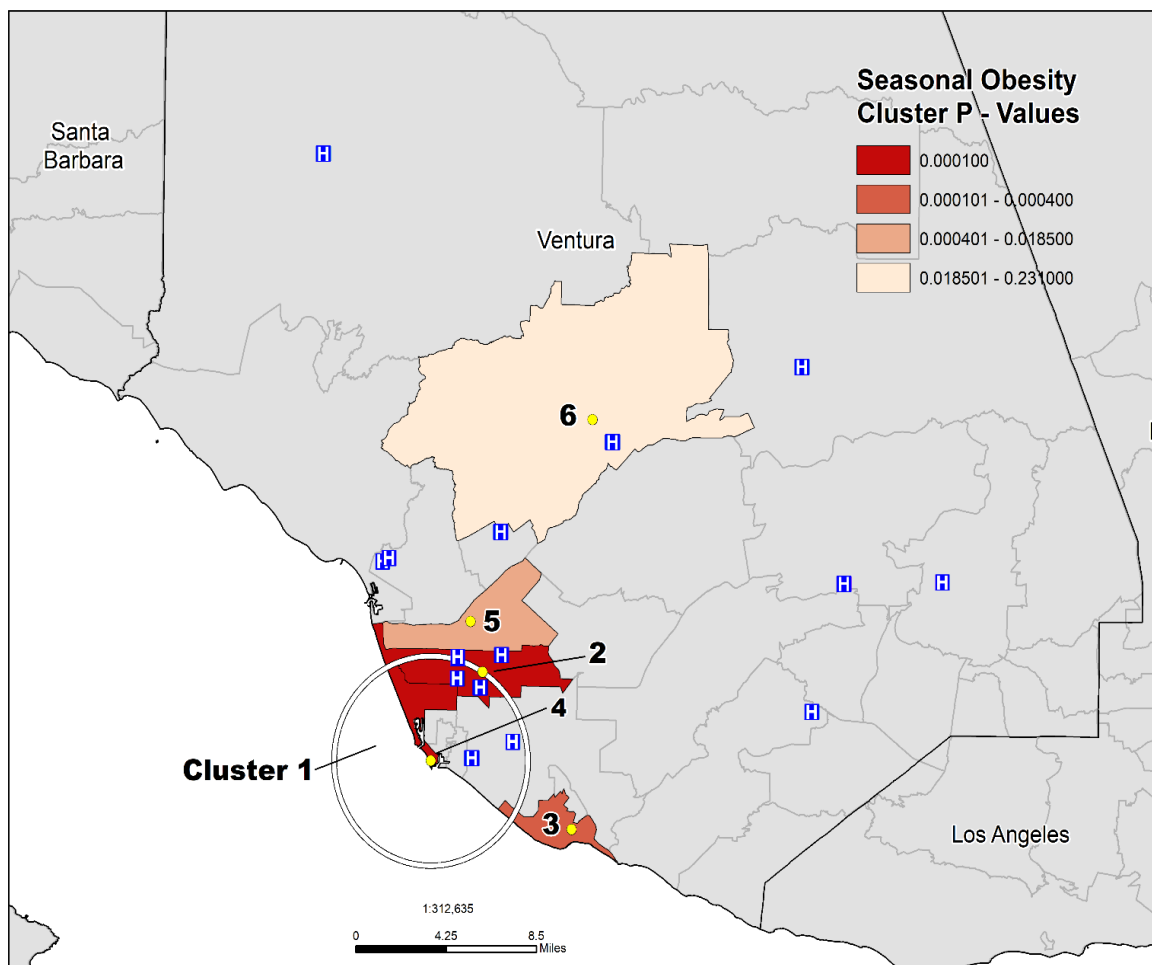 Seasonal Obesity
Cluster P - Values
0.000100
0.000101 - 0.000400
0.000401 - 0.018500
0.018501 - 0.231000
Santa
Barbara
H
Ventura
H
6
H
H
H
H
H
H
5
H
H
2
H
H
4
H
H
H
Cluster 1
3
Los Angeles
1:312,635
0
4.25
8.5
Miles